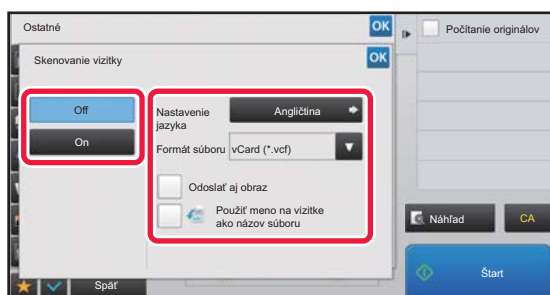 Ostatné
OK
Počítanie originálov
Skenovanie vizitky
OK
Off
On
Nastavenie
jazyka
Angličtina
Formát súboru
vCard (*.vcf)
Odoslať aj obraz
Použiť meno na vizitke
ako názov súboru
Náhľad
CA
Späť
Štart